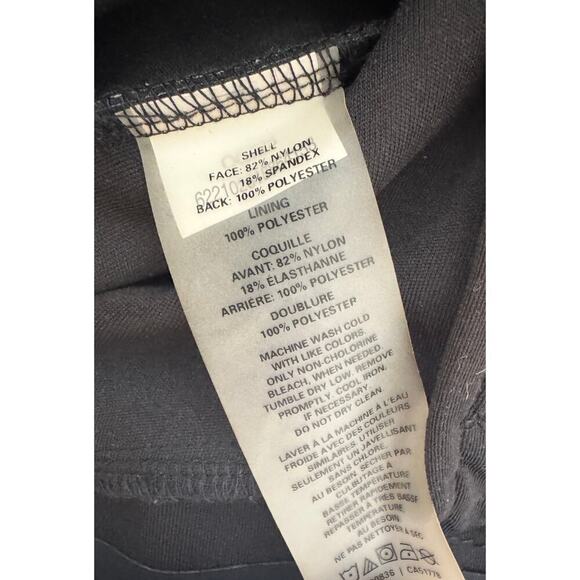 SHELL
FACE: 82% NYLON
18% SPANDEX
BACK: 100% POLYESTER
LINING
100% POLYESTER
COQUILLE
AVANT: 82% NYLON
18% ÉLASTHANNE
ARRIÈRE: 100% POLYESTER
DOUBLURE
100% POLYESTER
MACHINE WASH COLD
WITH LIKE COLORS.
ONLY NON-CHLORINE
BLEACH, WHEN NEEDED.
TUMBLE DRY LOW. REMOVE
PROMPTLY. COOL IRON.
IF NECESSARY.
DO NOT DRY CLEAN.
LAVER À LA MACHINE À L'EAU
FROIDE AVEC DES COULEURS
SIMILAIRES. UTILISER
SEULEMENT UN JAVELLISANT
SANS CHLORE,
AU BESOIN. SÉCHER PAR
CULBUTAGE À
BASSE TEMPÉRATURE
RETIRER RAPIDEMENT
REPASSER À TRÈS BASSE
TEMPÉRATURE
AU BESOIN
NE PAS NETTOYER À SEC
0836 | CA51778